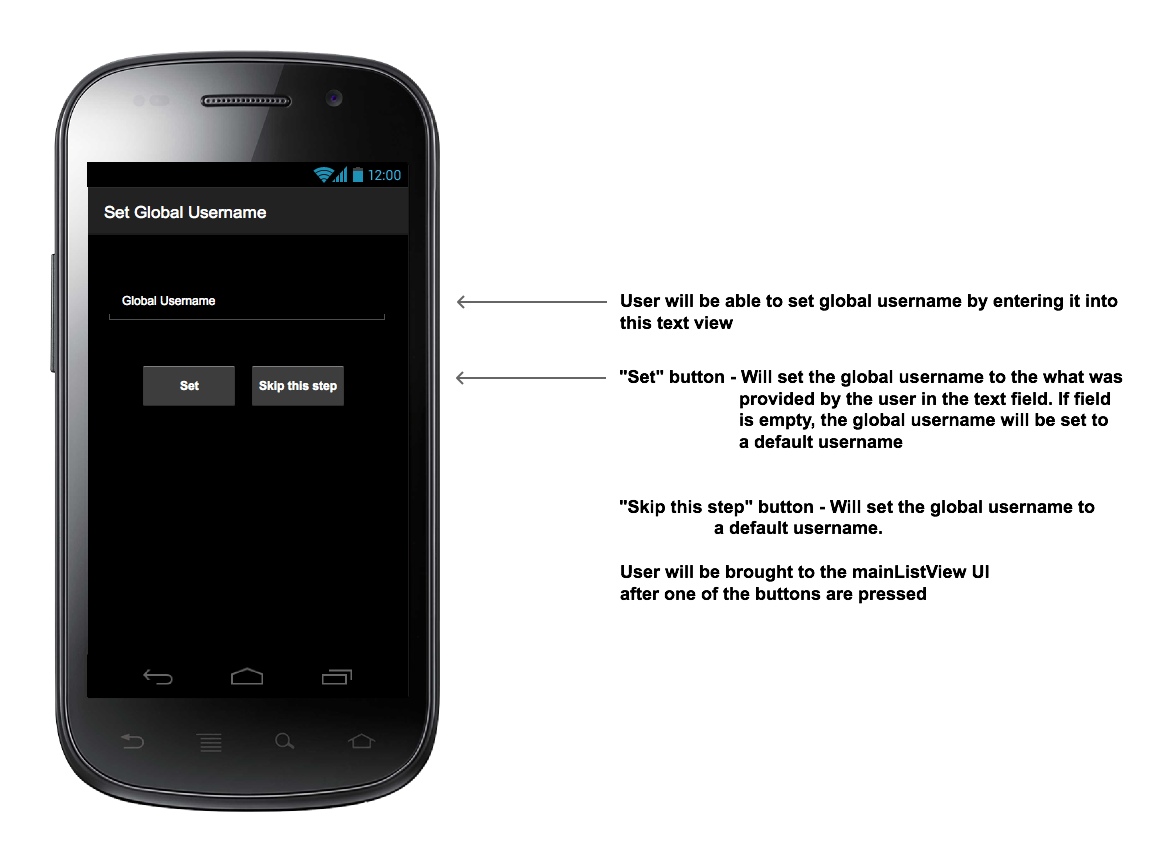 12:00
Set Global Username
Global Username
Set
Skip this step
User will be able to set global username by entering it into
this text view
"Set" button - Will set the global username to the what was
provided by the user in the text field. If field
is empty, the global username will be set to
a default username
"Skip this step" button - Will set the global username to
a default username.
User will be brought to the mainListView UI
after one of the buttons are pressed